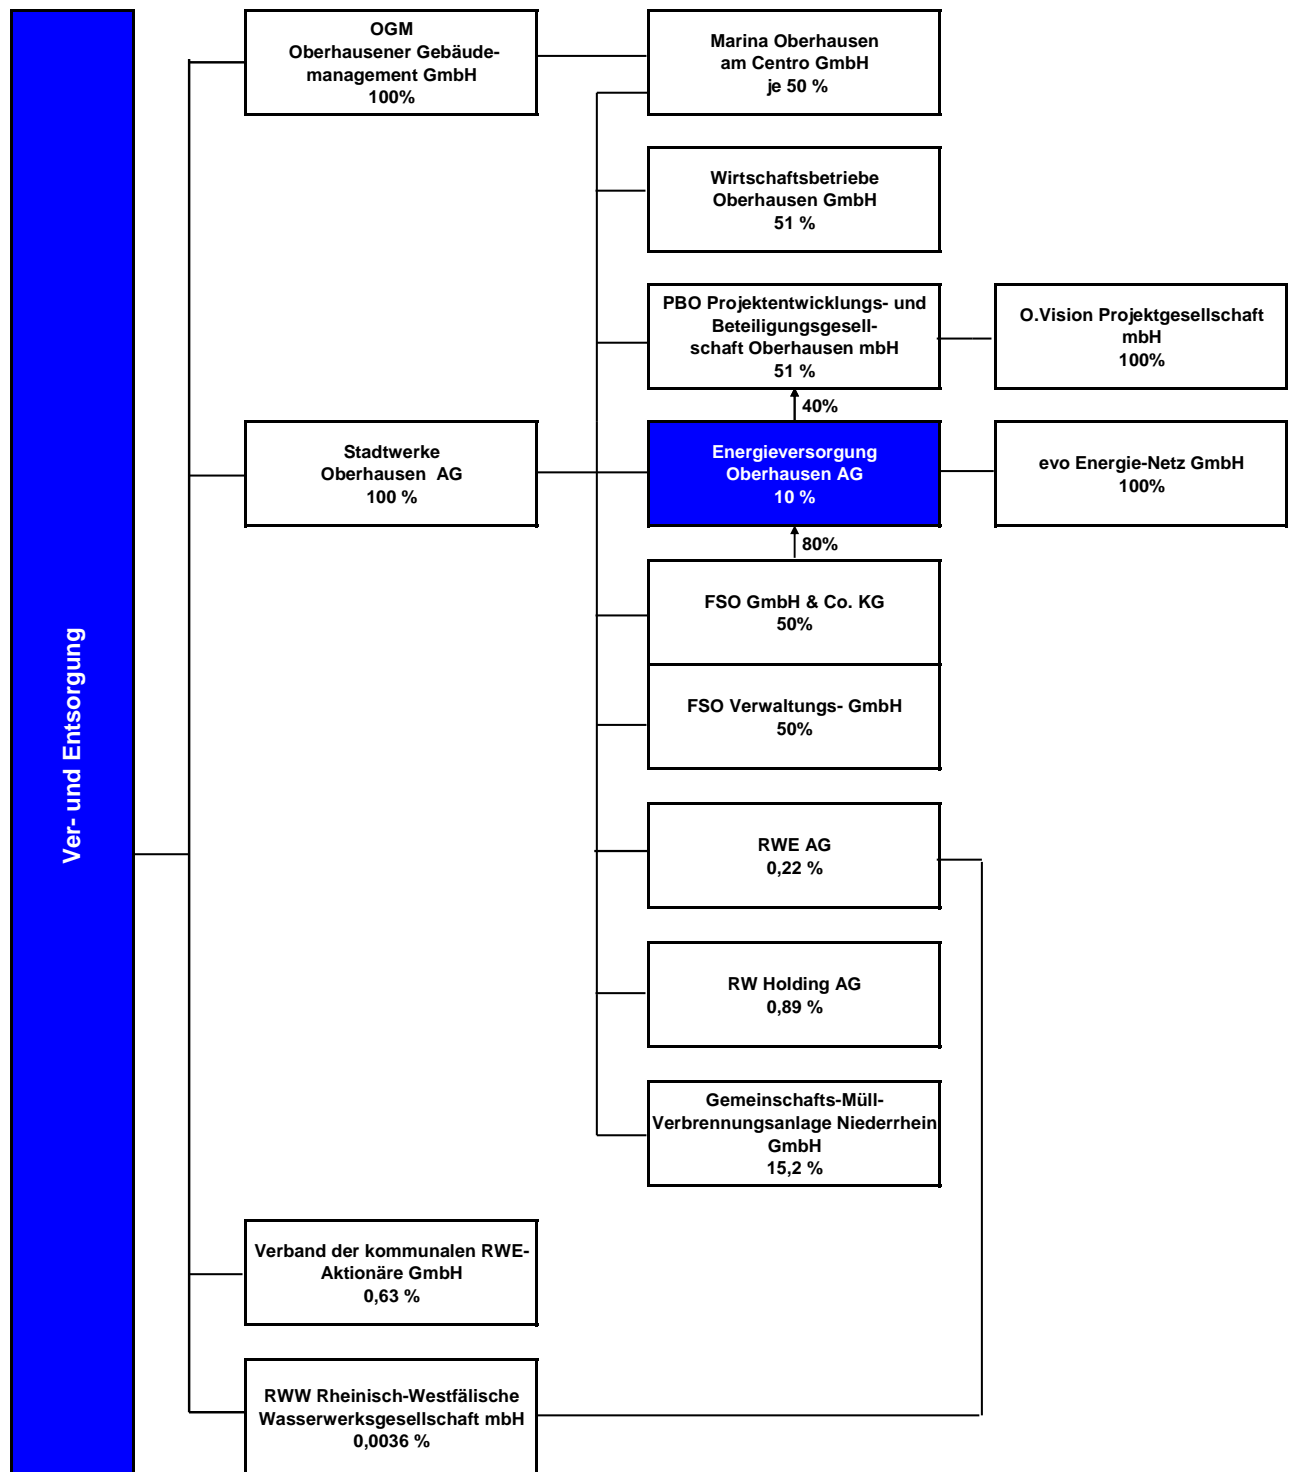 Ver- und Entsorgung
OGM
Oberhausener Gebäude-
management GmbH
100%
Marina Oberhausen
am Centro GmbH
je 50 %
Wirtschaftsbetriebe
Oberhausen GmbH
51 %
PBO Projektentwicklungs- und
Beteiligungsgesell-
schaft Oberhausen mbH
51 %
O.Vision Projektgesellschaft
mbH
100%
40%
Stadtwerke
Oberhausen AG
100 %
Energieversorgung
Oberhausen AG
10 %
evo Energie-Netz GmbH
100%
80%
FSO GmbH & Co. KG
50%
FSO Verwaltungs- GmbH
50%
RWE AG
0,22 %
RW Holding AG
0,89 %
Gemeinschafts-Müll-
Verbrennungsanlage Niederrhein
GmbH
15,2 %
Verband der kommunalen RWE-
Aktionäre GmbH
0,63 %
RWW Rheinisch-Westfälische
Wasserwerksgesellschaft mbH
0,0036 %